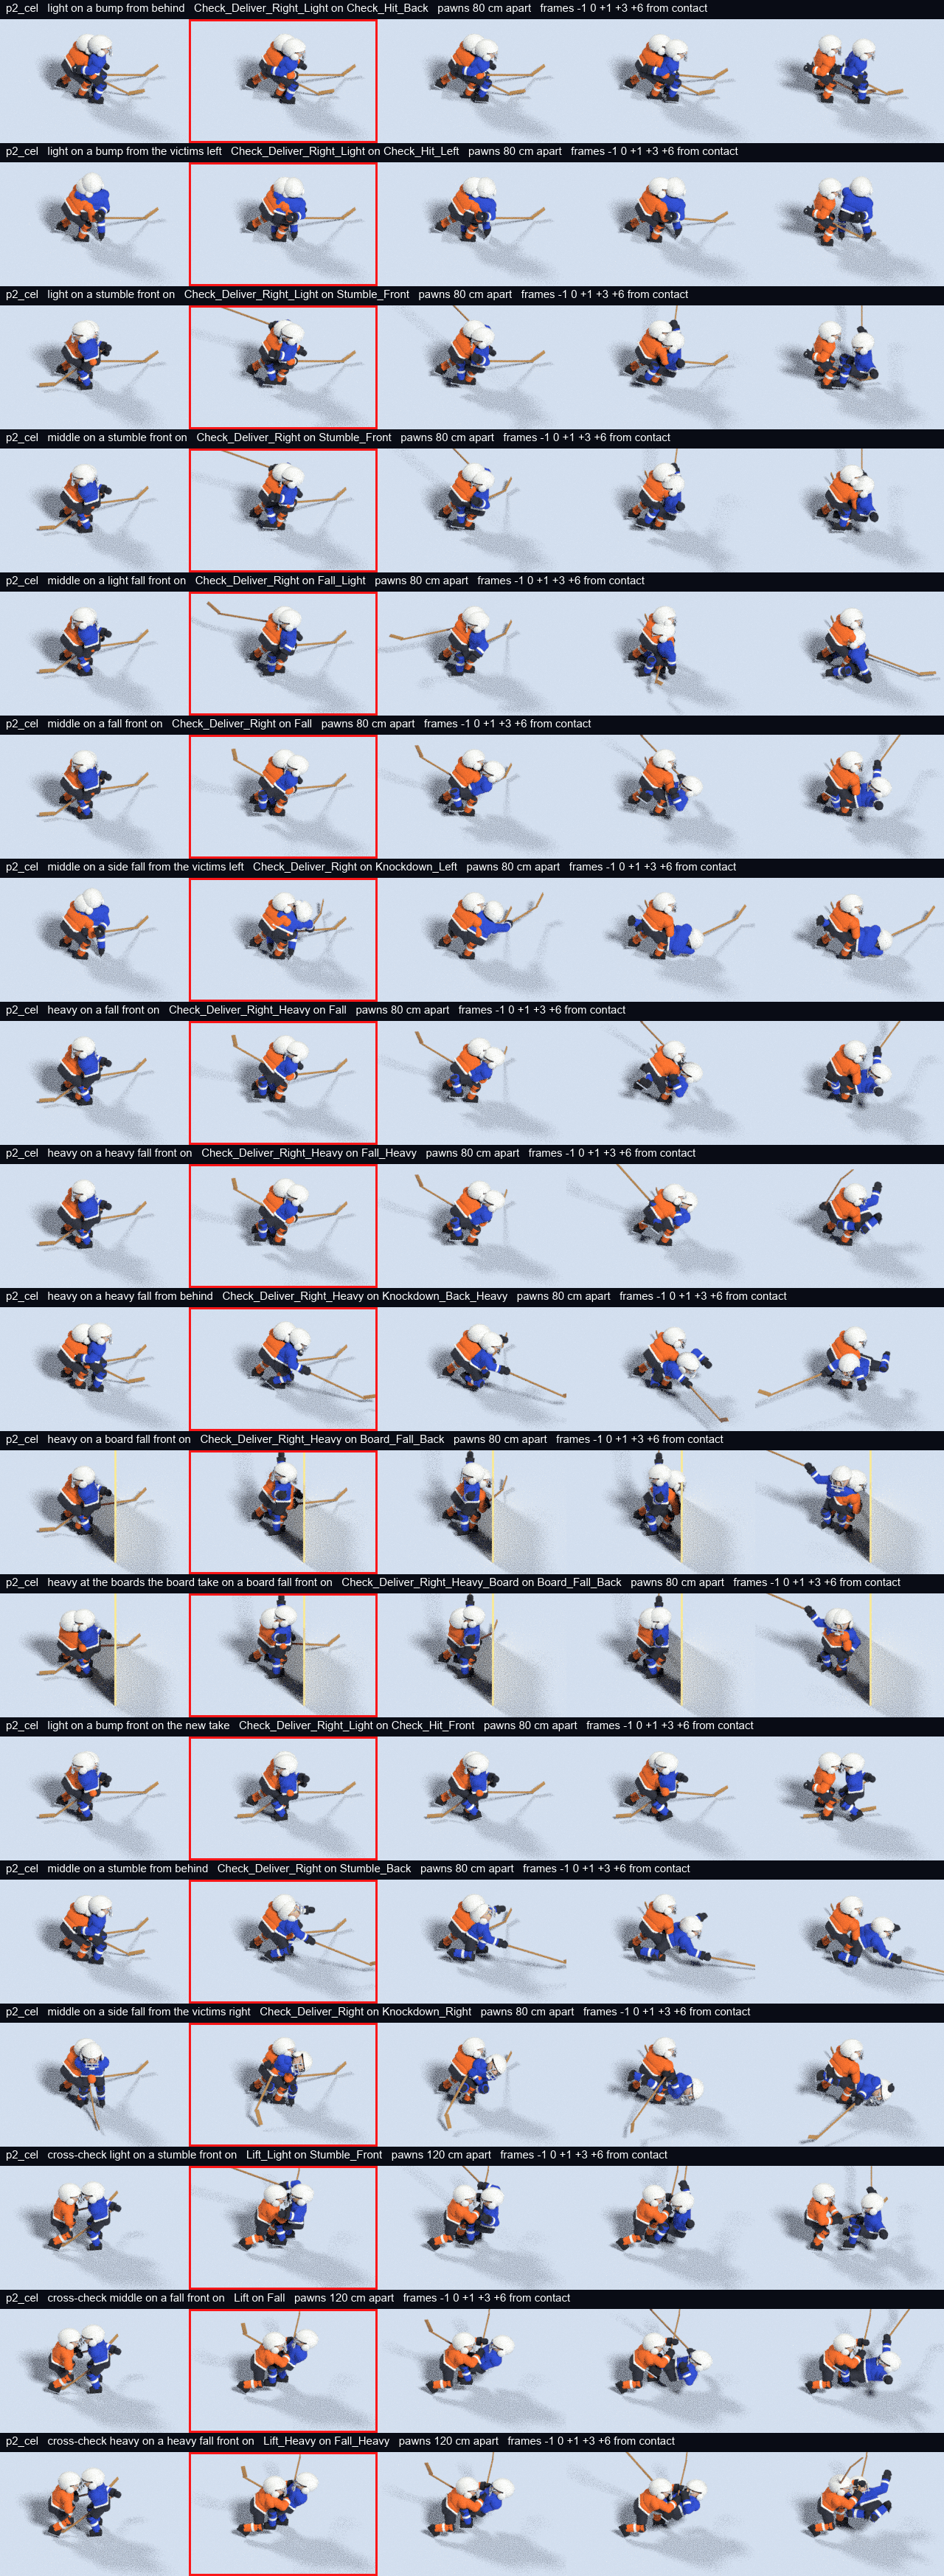 p2_cel light on a bump from behind Check_Deliver_Right_Light on Check_Hit_Back pawns 80 cm apart frames -1 0 +1 +3 +6 from contact
p2_cel light on a bump from the victims left Check_Deliver_Right_Light on Check_Hit_Left pawns 80 cm apart frames -1 0 +1 +3 +6 from contact
p2_cel light on a stumble front on Check_Deliver_Right_Light on Stumble_Front pawns 80 cm apart frames -1 0 +1 +3 +6 from contact
p2_cel middle on a stumble front on Check_Deliver_Right on Stumble_Front pawns 80 cm apart frames -1 0 +1 +3 +6 from contact
p2_cel middle on a light fall front on Check_Deliver_Right on Fall_Light pawns 80 cm apart frames -1 0 +1 +3 +6 from contact
p2_cel middle on a fall front on Check_Deliver_Right on Fall pawns 80 cm apart frames -1 0 +1 +3 +6 from contact
p2_cel middle on a side fall from the victims left Check_Deliver_Right on Knockdown_Left pawns 80 cm apart frames -1 0 +1 +3 +6 from contact
p2_cel heavy on a fall front on Check_Deliver_Right_Heavy on Fall pawns 80 cm apart frames -1 0 +1 +3 +6 from contact
p2_cel heavy on a heavy fall front on Check_Deliver_Right_Heavy on Fall_Heavy pawns 80 cm apart frames -1 0 +1 +3 +6 from contact
p2_cel heavy on a heavy fall from behind Check_Deliver_Right_Heavy on Knockdown_Back_Heavy pawns 80 cm apart frames -1 0 +1 +3 +6 from contact
p2_cel heavy on a board fall front on Check_Deliver_Right_Heavy on Board_Fall_Back pawns 80 cm apart frames -1 0 +1 +3 +6 from contact
p2_cel heavy at the boards the board take on a board fall front on Check_Deliver_Right_Heavy_Board on Board_Fall_Back pawns 80 cm apart frames -1 0 +1 +3 +6 from contact
p2_cel light on a bump front on the new take Check_Deliver_Right_Light on Check_Hit_Front pawns 80 cm apart frames -1 0 +1 +3 +6 from contact
p2_cel middle on a stumble from behind Check_Deliver_Right on Stumble_Back pawns 80 cm apart frames -1 0 +1 +3 +6 from contact
p2_cel middle on a side fall from the victims right Check_Deliver_Right on Knockdown_Right pawns 80 cm apart frames -1 0 +1 +3 +6 from contact
p2_cel cross-check light on a stumble front on Lift_Light on Stumble_Front pawns 120 cm apart frames -1 0 +1 +3 +6 from contact
p2_cel cross-check middle on a fall front on Lift on Fall pawns 120 cm apart frames -1 0 +1 +3 +6 from contact
p2_cel cross-check heavy on a heavy fall front on Lift_Heavy on Fall_Heavy pawns 120 cm apart frames -1 0 +1 +3 +6 from contact